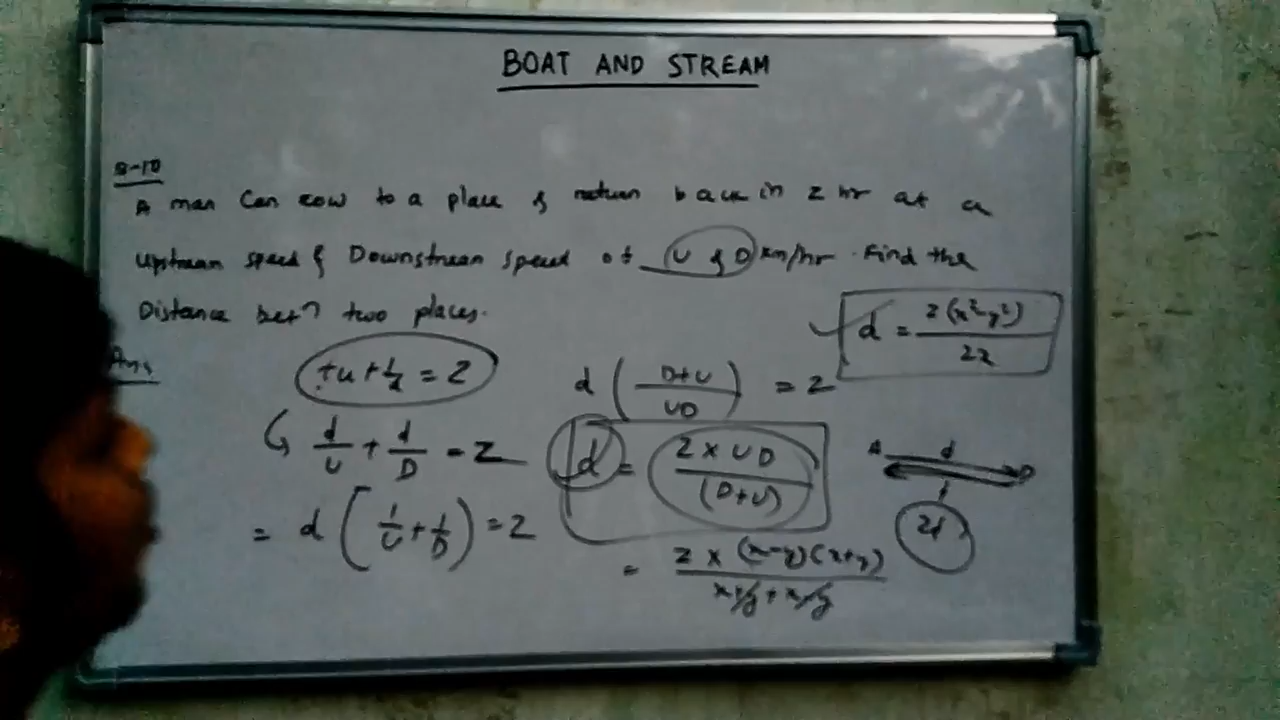 BOAT AND STREAM
Q-10
A man can row to a place & return back in z hr at a
upstream speed & Downstream speed of U & D km/hr. Find the
Distance betn two places.
Ans
tu + td = z
d/U + d/D = z
= d (1/U + 1/D) = z
d (D+U / UD) = z
d = z × UD / (D+U)
= z × (x-y)(x+y) / x+y+x-y
d = z(x²-y²) / 2x
A d
2d